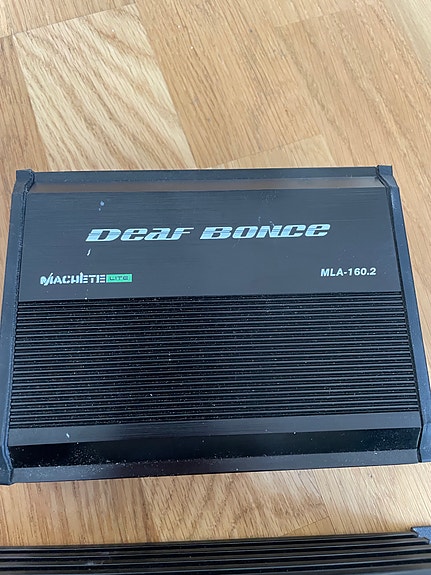 Deaf Bonce
MACHETE LITE
MLA-160.2